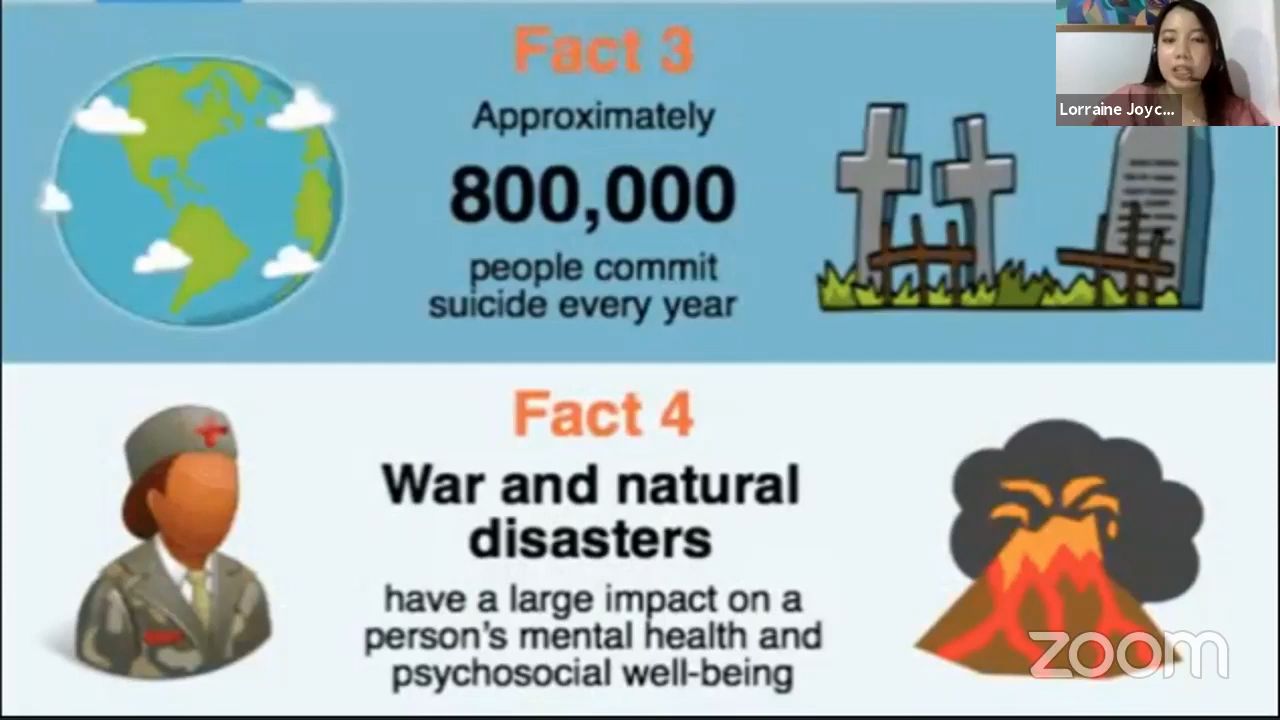 Fact 3
Approximately
800,000
people commit
suicide every year
Lorraine Joyc...
Fact 4
War and natural
disasters
have a large impact on a
person's mental health and
psychosocial well-being
zoom